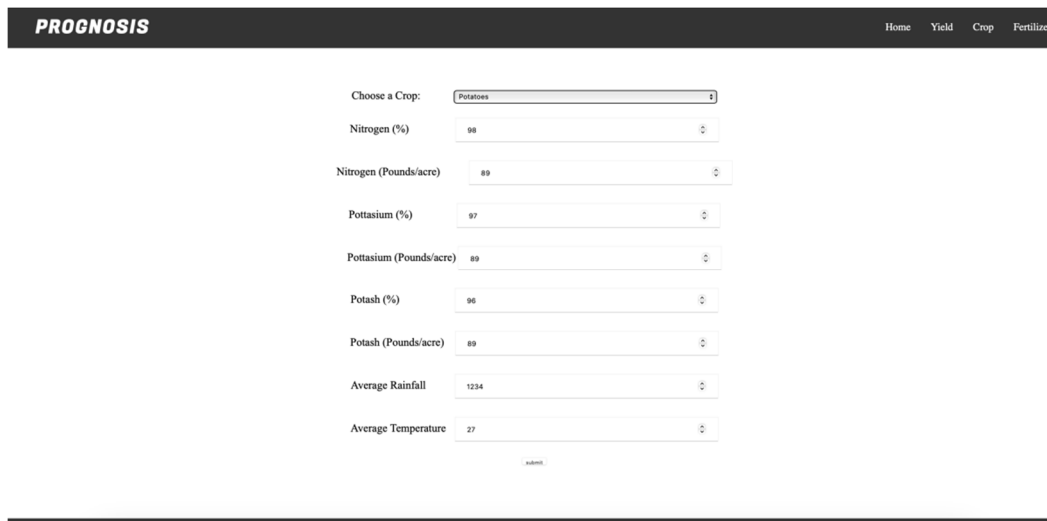 PROGNOSIS Home Yield Crop Fertilize
Choose a Crop: Potatoes
Nitrogen (%) 98
Nitrogen (Pounds/acre) 89
Pottasium (%) 97
Pottasium (Pounds/acre) 89
Potash (%) 96
Potash (Pounds/acre) 89
Average Rainfall 1234
Average Temperature 27
submit